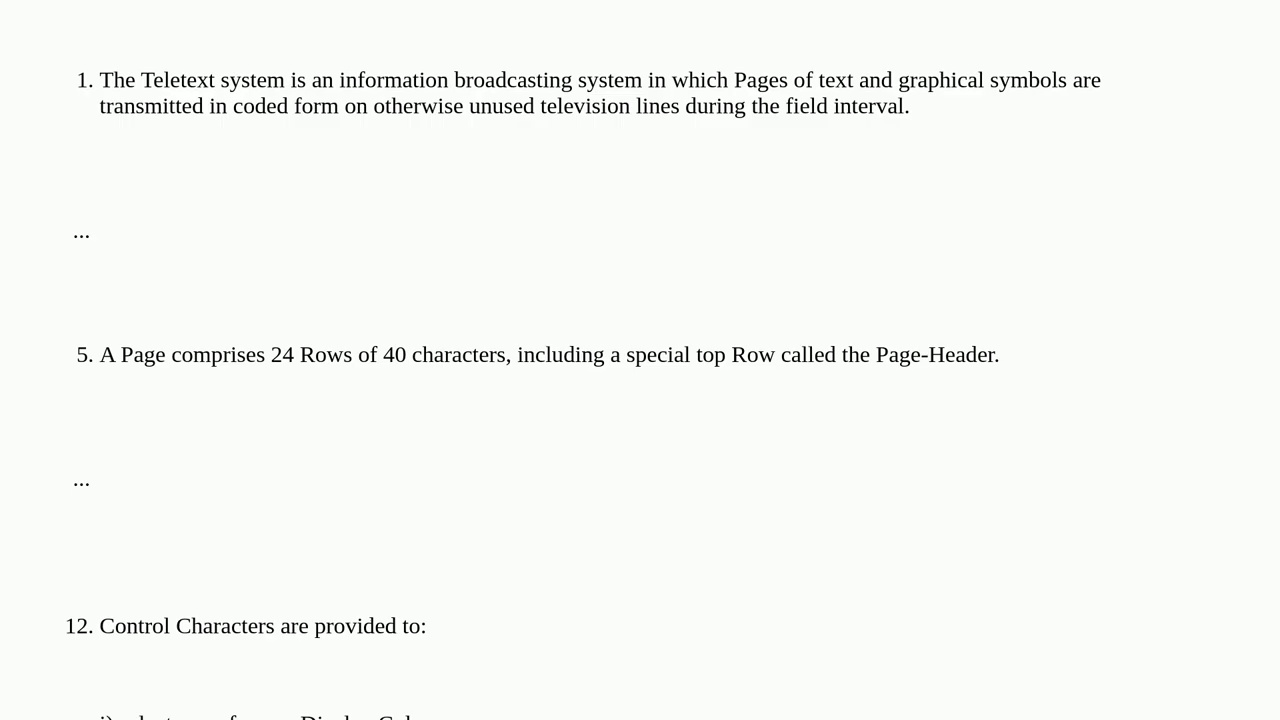 1. The Teletext system is an information broadcasting system in which Pages of text and graphical symbols are
transmitted in coded form on otherwise unused television lines during the field interval.
...
5. A Page comprises 24 Rows of 40 characters, including a special top Row called the Page-Header.
...
12. Control Characters are provided to: